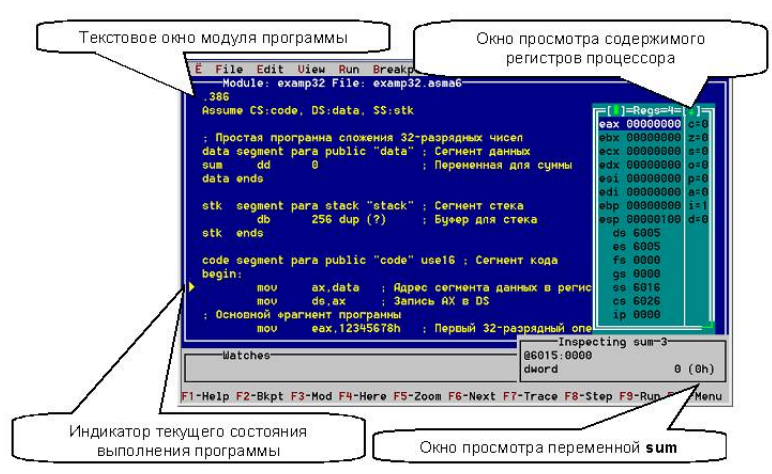 Текстовое окно модуля программы
Окно просмотра содержимого
регистров процессора
Ë File Edit View Run Breakp
Module: examp32 File: examp32.asm 6
.386
Assume CS:code, DS:data, SS:stk
; Простая программа сложения 32-разрядных чисел
data segment para public "data" ; Сегмент данных
sum dd 0 ; Переменная для суммы
data ends
stk segment para stack "stack" ; Сегмент стека
db 256 dup (?) ; Буфер для стека
stk ends
code segment para public "code" use16 ; Сегмент кода
begin:
mov ax,data ; Адрес сегмента данных в регис
mov ds,ax ; Запись AX в DS
; Основной фрагмент программы
mov eax,12345678h ; Первый 32-разрядный опе
[ ]=Regs=4=[ ]
eax 00000000 c=0
ebx 00000000 z=0
ecx 00000000 s=0
edx 00000000 o=0
esi 00000000 p=0
edi 00000000 a=0
ebp 00000000 i=1
esp 00000100 d=0
ds 6005
es 6005
fs 0000
gs 0000
ss 6016
cs 6026
ip 0000
Watches
Inspecting sum 3
@6015:0000
dword 0 (0h)
F1-Help F2-Bkpt F3-Mod F4-Here F5-Zoom F6-Next F7-Trace F8-Step F9-Run Menu
Индикатор текущего состояния
выполнения программы
Окно просмотра переменной sum